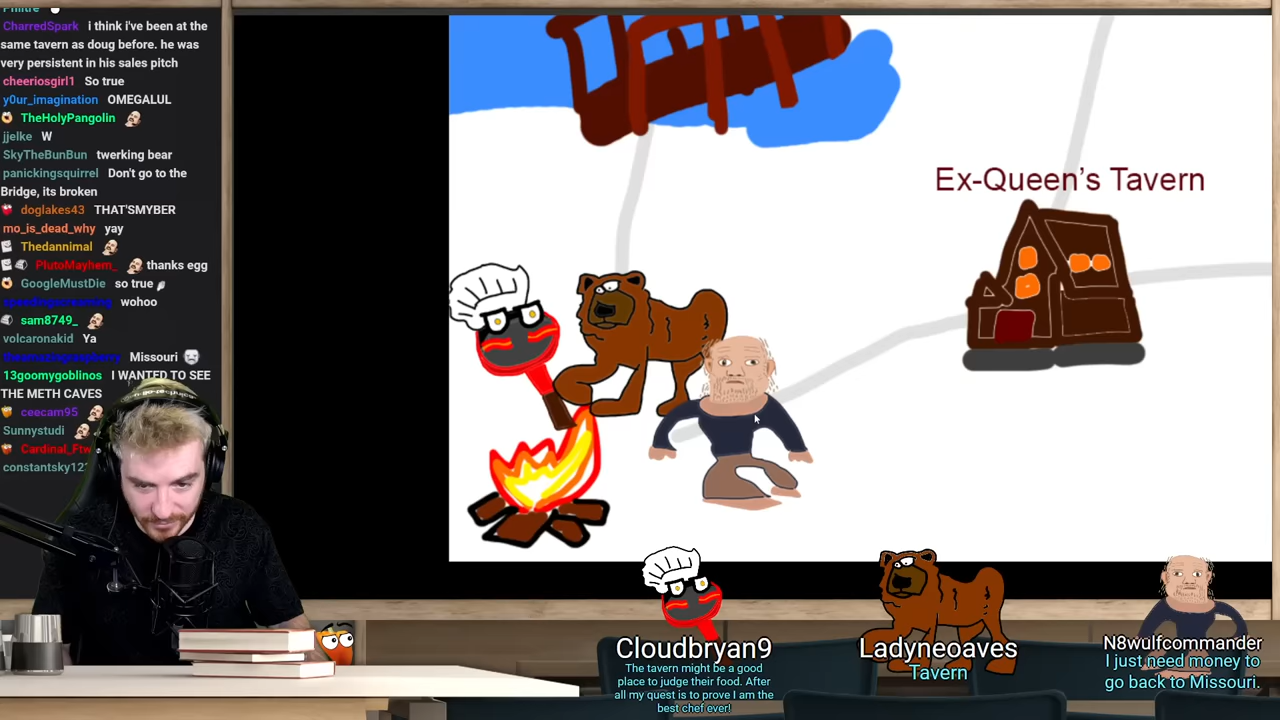 CharredSpark i think i've been at the
same tavern as doug before. he was
very persistent in his sales pitch
cheeriosgirl1 So true
y0ur_imagination OMEGALUL
TheHolyPangolin
jjelke W
SkyTheBunBun twerking bear
panickingsquirrel Don't go to the
Bridge, its broken
doglakes43 THAT'SMYBER
mo_is_dead_why yay
Thedannimal
PlutoMayhem_ thanks egg
GoogleMustDie so true
wohoo
sam8749_
volcaronakid Ya
Missouri
13goomygoblinos I WANTED TO SEE
THE METH CAVES
ceecam95
Sunnystudi
Cardinal_Ftw
Ex-Queen's Tavern
Cloudbryan9
The tavern might be a good
place to judge their food. After
all my quest is to prove I am the
best chef ever!
Ladyneoaves
Tavern
N8wulfcommander
I just need money to
go back to Missouri.